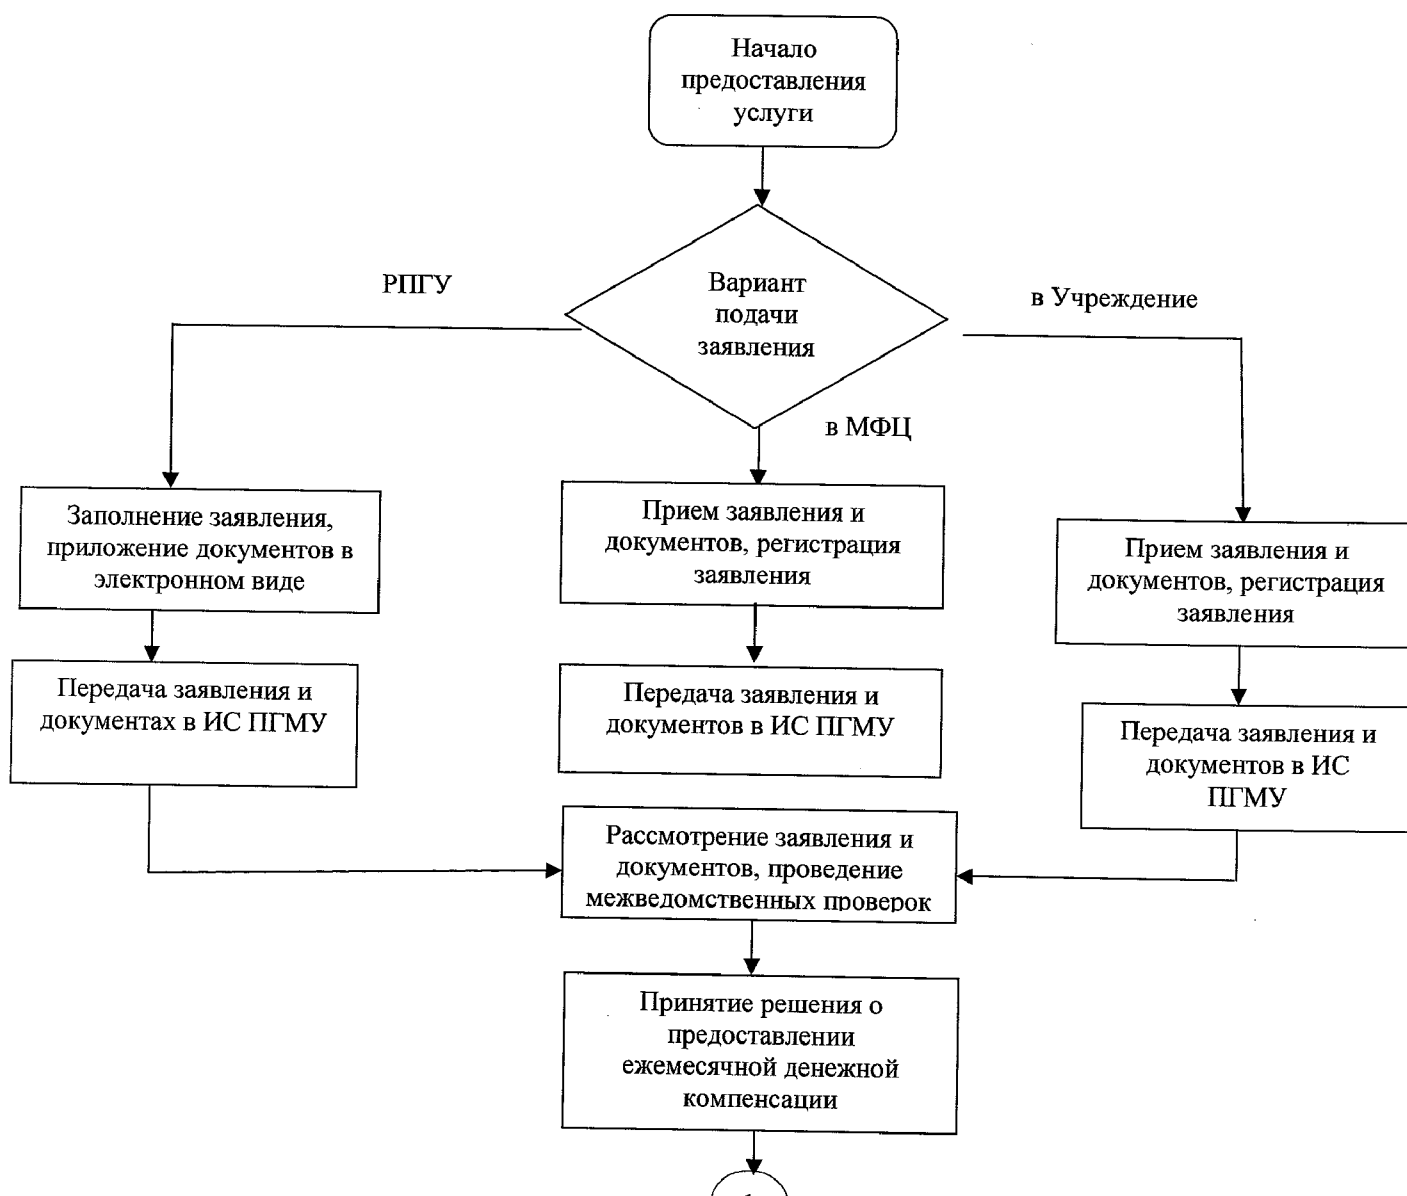 Начало
предоставления
услуги
РПГУ
Вариант
подачи
заявления
в Учреждение
в МФЦ
Заполнение заявления,
приложение документов в
электронном виде
Прием заявления и
документов, регистрация
заявления
Прием заявления и
документов, регистрация
заявления
Передача заявления и
документах в ИС ПГМУ
Передача заявления и
документов в ИС ПГМУ
Передача заявления и
документов в ИС
ПГМУ
Рассмотрение заявления и
документов, проведение
межведомственных проверок
Принятие решения о
предоставлении
ежемесячной денежной
компенсации